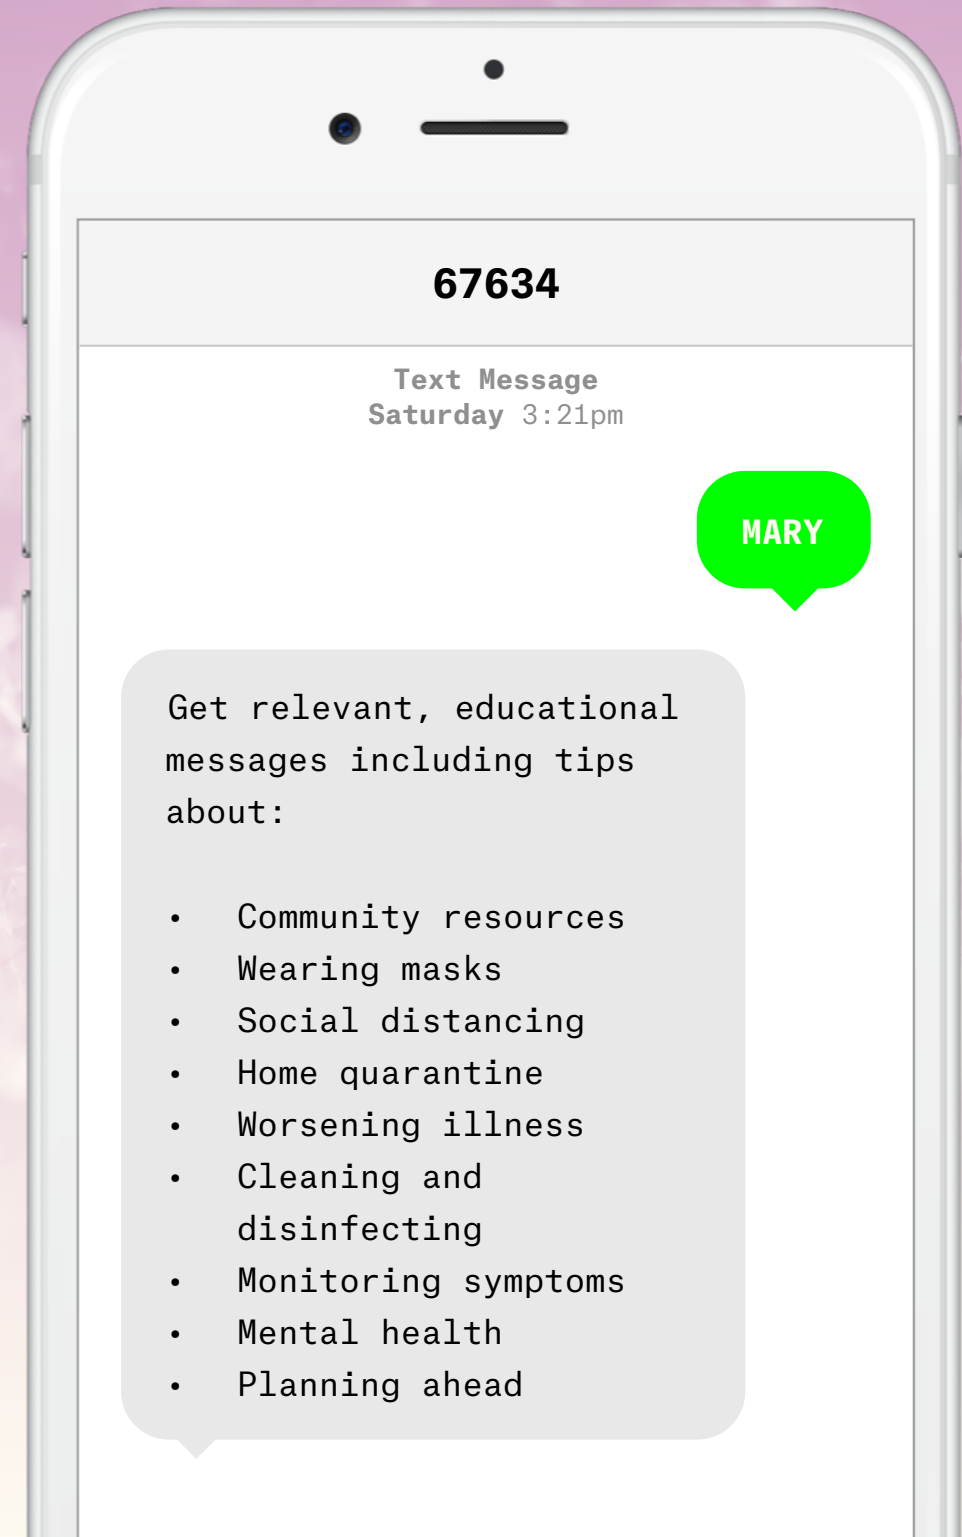 67634
Text Message
Saturday 3:21pm
MARY
Get relevant, educational
messages including tips
about:
• Community resources
• Wearing masks
• Social distancing
• Home quarantine
• Worsening illness
• Cleaning and
disinfecting
• Monitoring symptoms
• Mental health
• Planning ahead